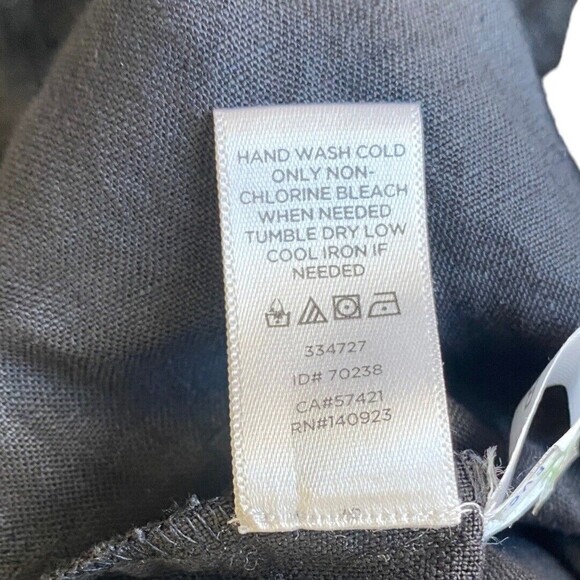 HAND WASH COLD
ONLY NON-
CHLORINE BLEACH
WHEN NEEDED
TUMBLE DRY LOW
COOL IRON IF
NEEDED
334727
ID# 70238
CA#57421
RN#140923